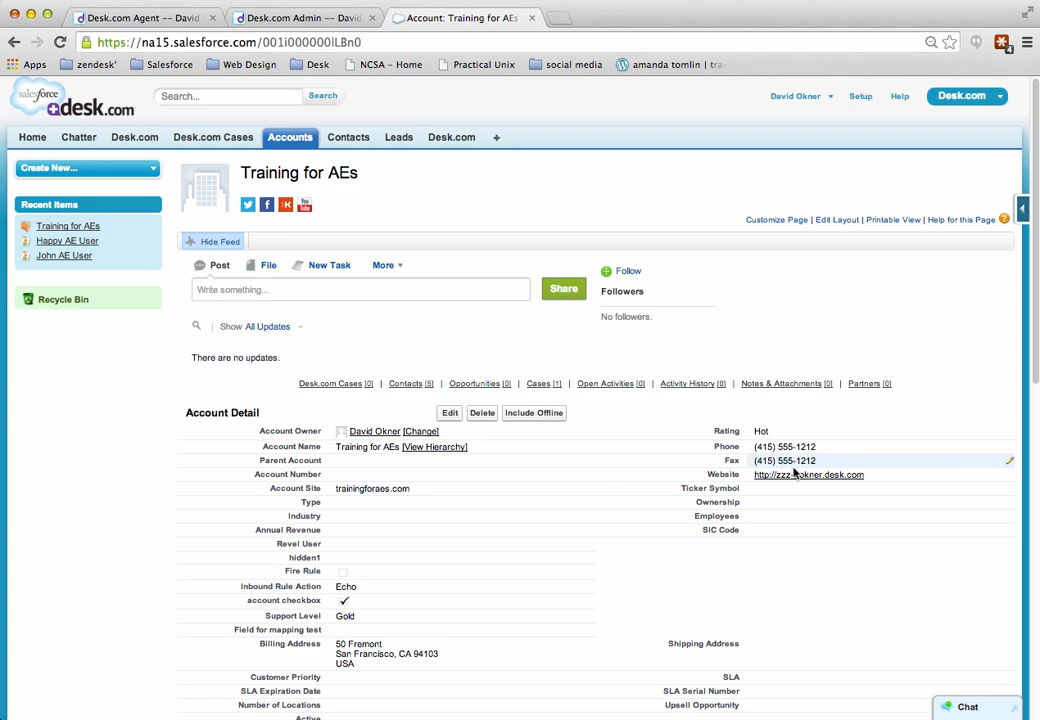 Desk.com Agent -- David
Desk.com Admin -- David
Account: Training for AEs
https://na15.salesforce.com/001i000000ILBn0
Apps zendesk' Salesforce Web Design Desk NCSA – Home Practical Unix social media amanda tomlin | tra
salesforce
desk.com
Search...
Search
David Okner Setup Help Desk.com
Home Chatter Desk.com Desk.com Cases Accounts Contacts Leads Desk.com +
Create New...
Recent Items
Training for AEs
Happy AE User
John AE User
Recycle Bin
Training for AEs
You Tube
Customize Page | Edit Layout | Printable View | Help for this Page ?
Hide Feed
Post File New Task More
Write something...
Share
Follow
Followers
No followers.
Show All Updates
There are no updates.
Desk.com Cases [0] | Contacts [5] | Opportunities [0] | Cases [1] | Open Activities [0] | Activity History [0] | Notes & Attachments [0] | Partners [0]
Account Detail Edit Delete Include Offline
Account Owner David Okner [Change] Rating Hot
Account Name Training for AEs [View Hierarchy] Phone (415) 555-1212
Parent Account Fax (415) 555-1212
Account Number Website
Account Site trainingforaes.com Ticker Symbol
Type Ownership
Industry Employees
Annual Revenue SIC Code
Revel User
hidden1
Fire Rule
Inbound Rule Action Echo
account checkbox ✓
Support Level Gold
Field for mapping test
Billing Address 50 Fremont Shipping Address
San Francisco, CA 94103
USA
Customer Priority SLA
SLA Expiration Date SLA Serial Number
Number of Locations Upsell Opportunity
Active
Chat